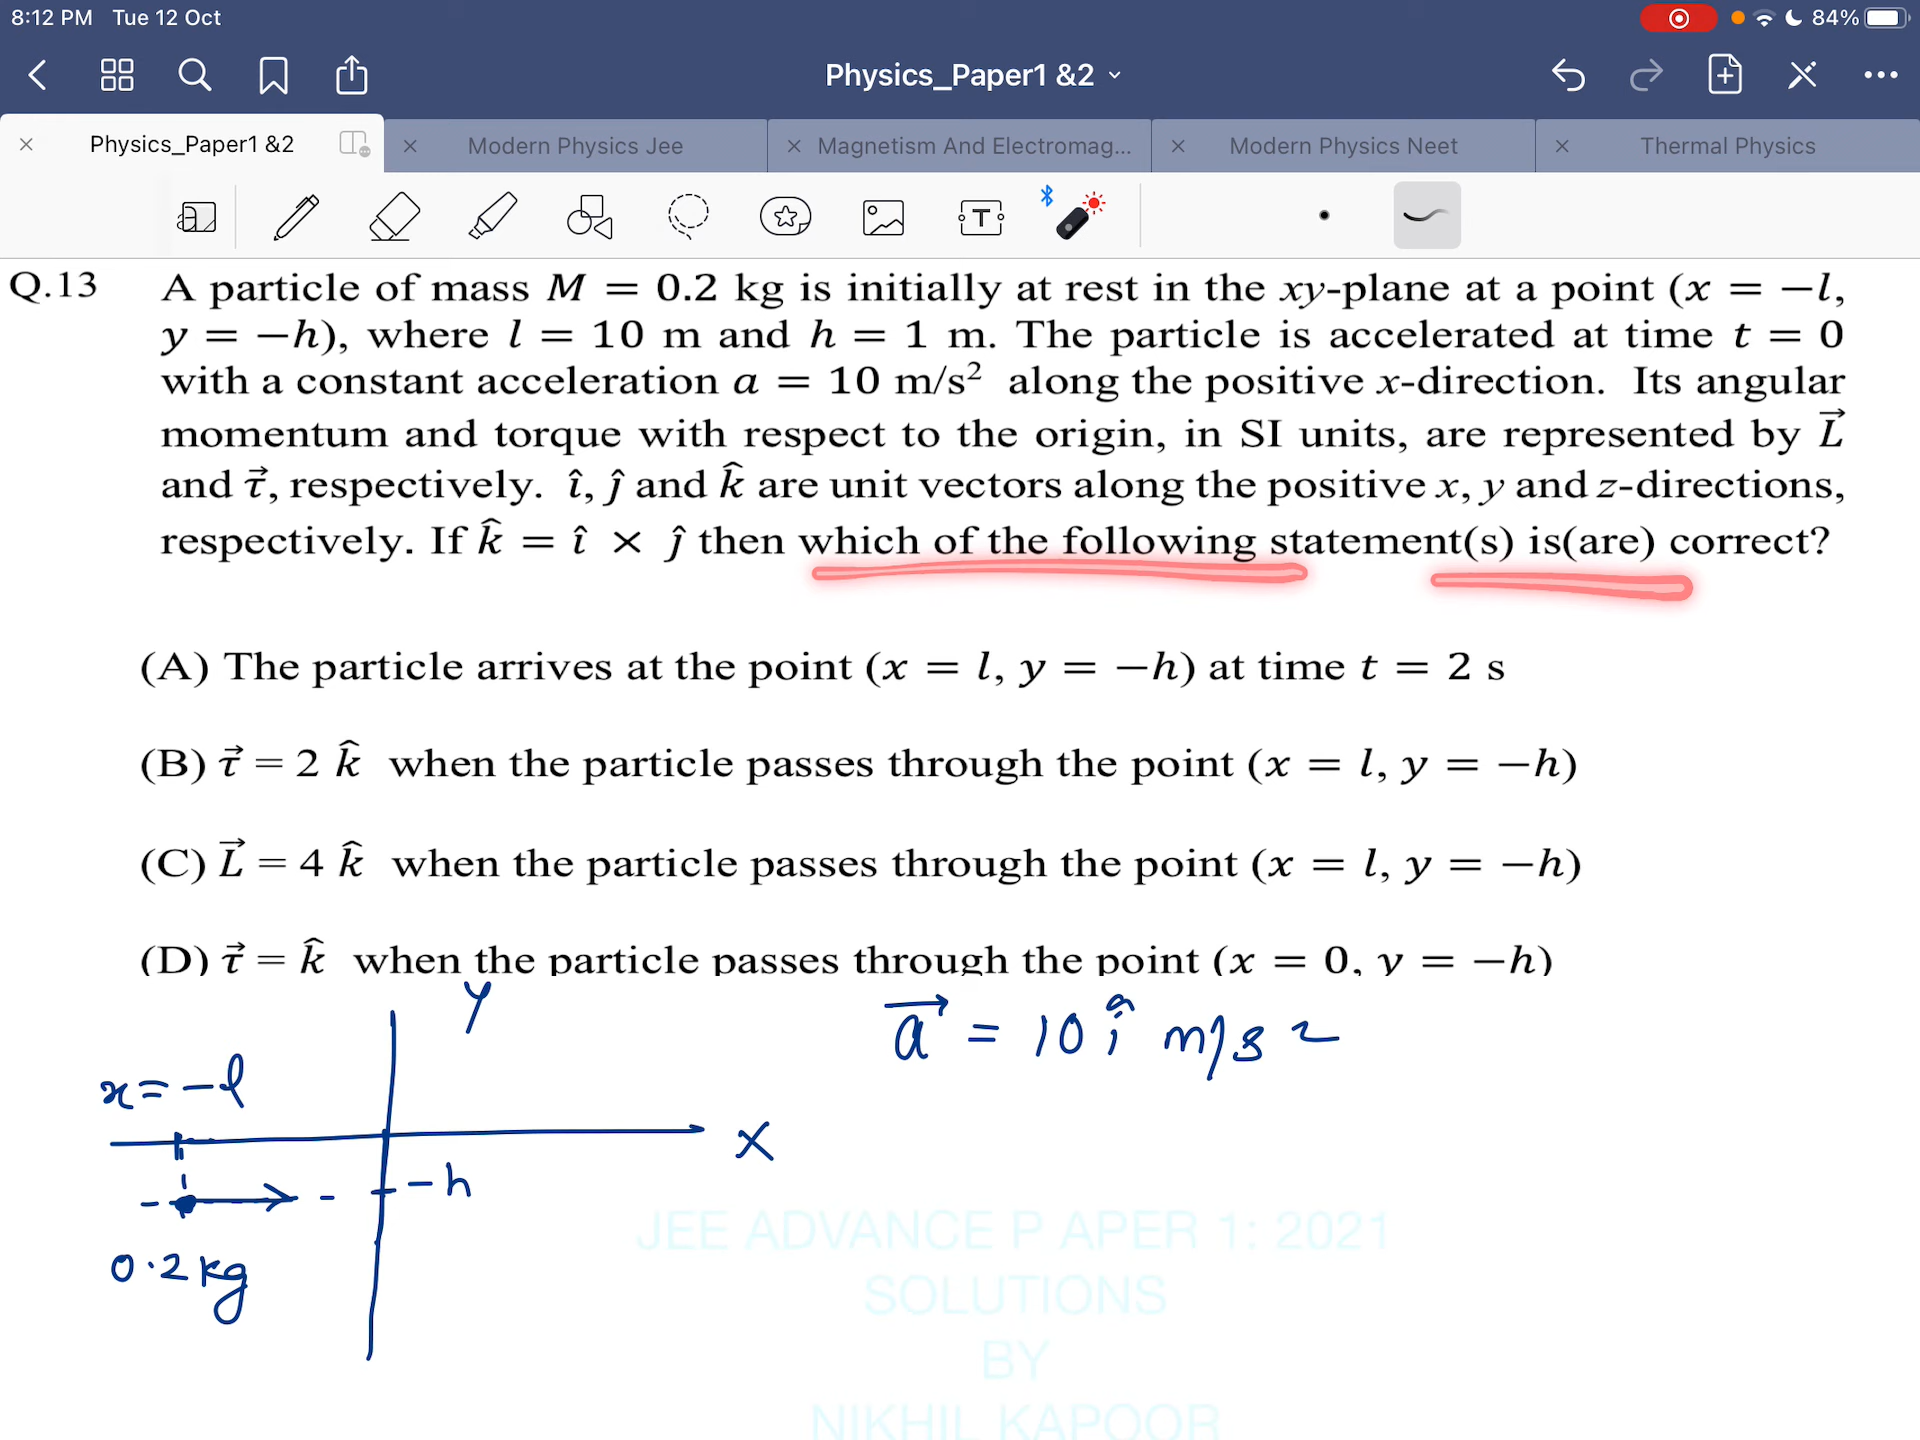 8:12 PM Tue 12 Oct
84%
Physics_Paper1 &2
Physics_Paper1 &2
Modern Physics Jee
Magnetism And Electromag...
Modern Physics Neet
Thermal Physics
Q.13 A particle of mass M = 0.2 kg is initially at rest in the xy-plane at a point (x = −l,
y = −h), where l = 10 m and h = 1 m. The particle is accelerated at time t = 0
with a constant acceleration a = 10 m/s² along the positive x-direction. Its angular
momentum and torque with respect to the origin, in SI units, are represented by L⃗
and τ⃗, respectively. î, ĵ and k̂ are unit vectors along the positive x, y and z-directions,
respectively. If k̂ = î × ĵ then which of the following statement(s) is(are) correct?
(A) The particle arrives at the point (x = l, y = −h) at time t = 2 s
(B) τ⃗ = 2 k̂ when the particle passes through the point (x = l, y = −h)
(C) L⃗ = 4 k̂ when the particle passes through the point (x = l, y = −h)
(D) τ⃗ = k̂ when the particle passes through the point (x = 0, y = −h)
y
a⃗ = 10 î m/s 2
x = −l
X
−h
0.2 kg
JEE ADVANCE P APER 1: 2021
SOLUTIONS
BY
NIKHIL KAPOOR